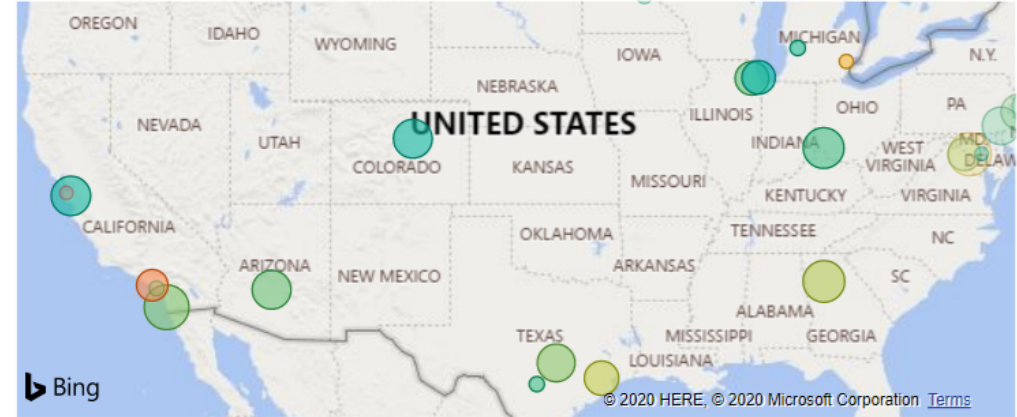 OREGON
IDAHO
WYOMING
IOWA
MICHIGAN
N.Y.
NEBRASKA
ILLINOIS
OHIO
PA
NEVADA
UTAH
UNITED STATES
INDIANA
MD
WEST
VIRGINIA
DELAW
COLORADO
KANSAS
MISSOURI
KENTUCKY
VIRGINIA
CALIFORNIA
OKLAHOMA
TENNESSEE
NC
ARIZONA
NEW MEXICO
ARKANSAS
SC
ALABAMA
TEXAS
MISSISSIPPI
GEORGIA
LOUISIANA
Bing
© 2020 HERE, © 2020 Microsoft Corporation Terms